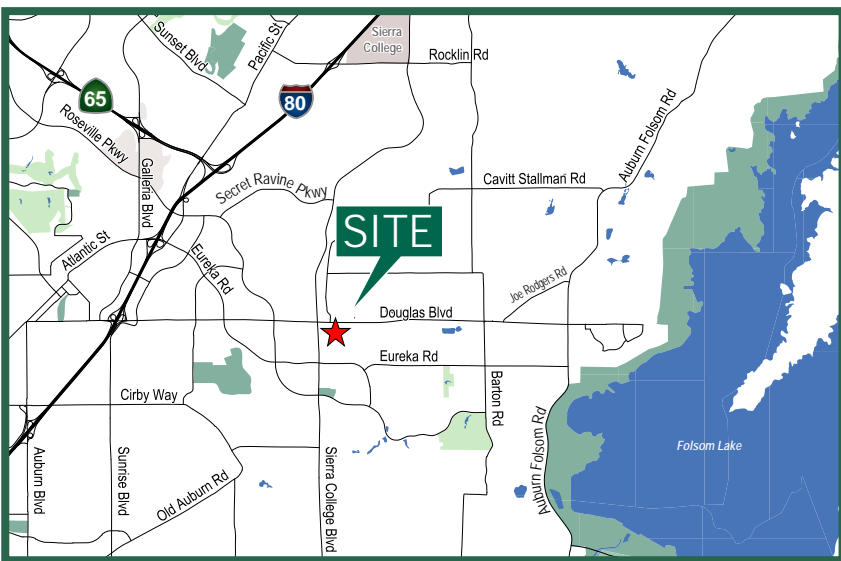 Sunset Blvd
Pacific St
Sierra
College
Rocklin Rd
65
80
Roseville Pkwy
Galleria Blvd
Auburn Folsom Rd
Secret Ravine Pkwy
Cavitt Stallman Rd
SITE
Atlantic St
Eureka Rd
Joe Rodgers Rd
Douglas Blvd
Eureka Rd
Cirby Way
Barton Rd
Auburn Folsom Rd
Folsom Lake
Auburn Blvd
Sunrise Blvd
Old Auburn Rd
Sierra College Blvd